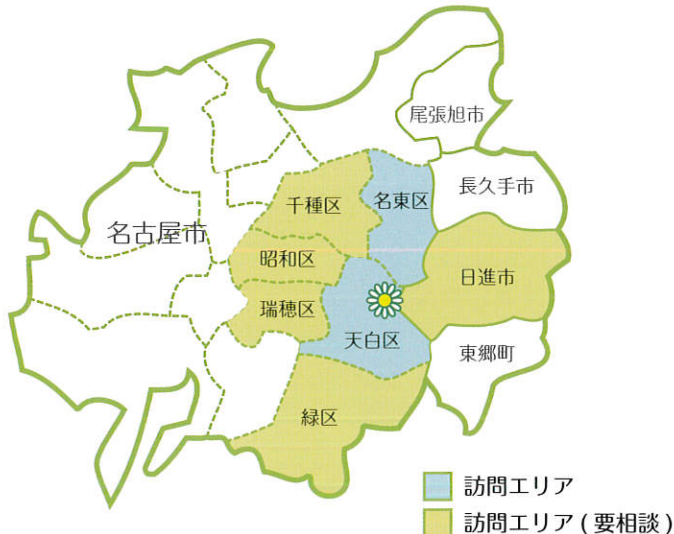 尾張旭市
長久手市
名東区
千種区
名古屋市
昭和区
日進市
瑞穂区
天白区
東郷町
緑区
訪問エリア
訪問エリア(要相談)